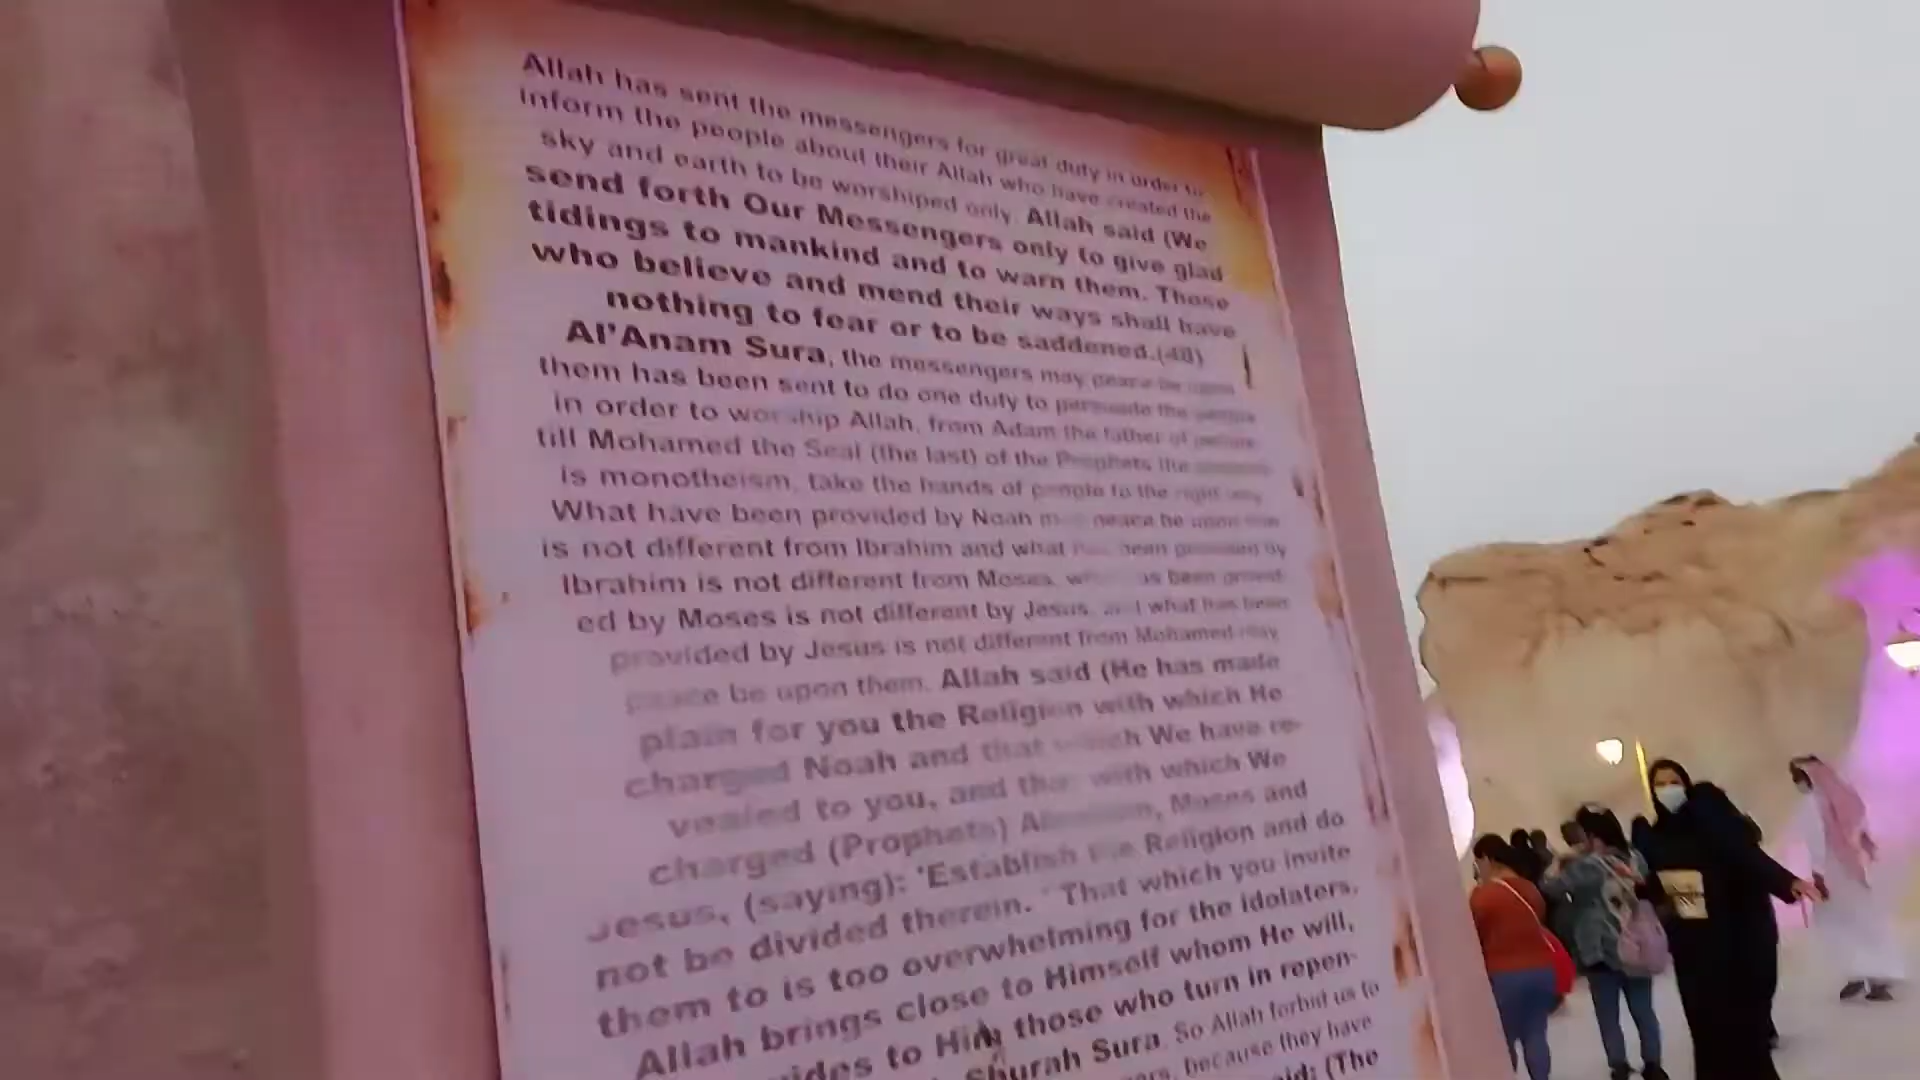 Allah has sent the messengers for great duty in order to
inform the people about their Allah who have created the
sky and earth to be worshiped only. Allah said (We
send forth Our Messengers only to give glad
tidings to mankind and to warn them. Those
who believe and mend their ways shall have
nothing to fear or to be saddened.(48)
Al'Anam Sura, the messengers may peace be upon
them has been sent to do one duty to persuade the people
in order to worship Allah, from Adam the father of
till Mohamed the Seal (the last) of the Prophets the
is monotheism, take the hands of people to the right way.
What have been provided by Noah may peace be upon
is not different from Ibrahim and what has been provided by
Ibrahim is not different from Moses, what has been provid-
ed by Moses is not different by Jesus, and what has been
provided by Jesus is not different from Mohamed may
peace be upon them. Allah said (He has made
plain for you the Religion with which He
charged Noah and that which We have re-
vealed to you, and that with which We
charged (Prophets) Abraham, Moses and
Jesus, (saying): 'Establish the Religion and do
not be divided therein. ' That which you invite
them to is too overwhelming for the idolaters.
Allah brings close to Himself whom He will,
to Him those who turn in repen-
Shurah Sura. So Allah forbid us to
because they have
(The